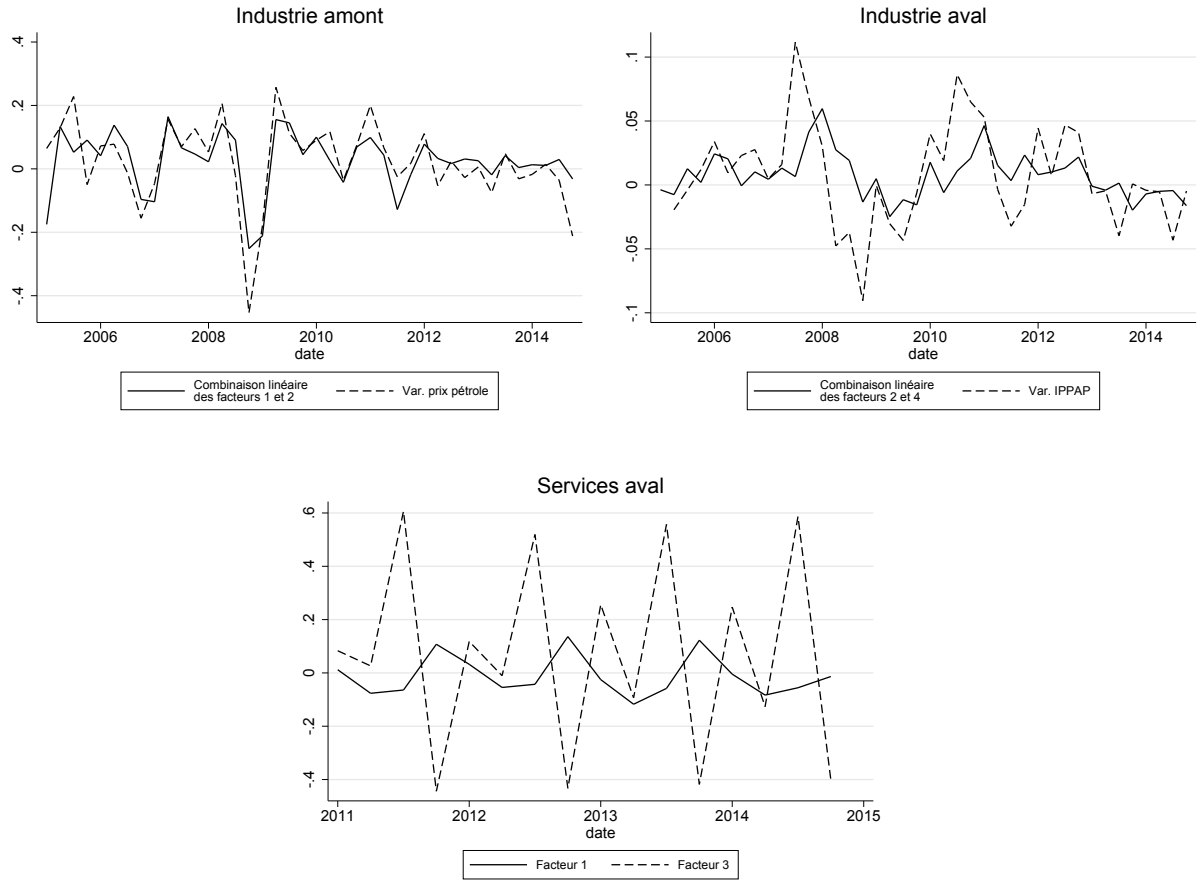 Industrie amont
.4
.2
0
-.2
-.4
2006 2008 2010 2012 2014
date
Combinaison linéaire
des facteurs 1 et 2
Var. prix pétrole
Industrie aval
.1
.05
0
-.05
-.1
2006 2008 2010 2012 2014
date
Combinaison linéaire
des facteurs 2 et 4
Var. IPPAP
Services aval
.6
.4
.2
0
-.2
-.4
2011 2012 2013 2014 2015
date
Facteur 1 Facteur 3